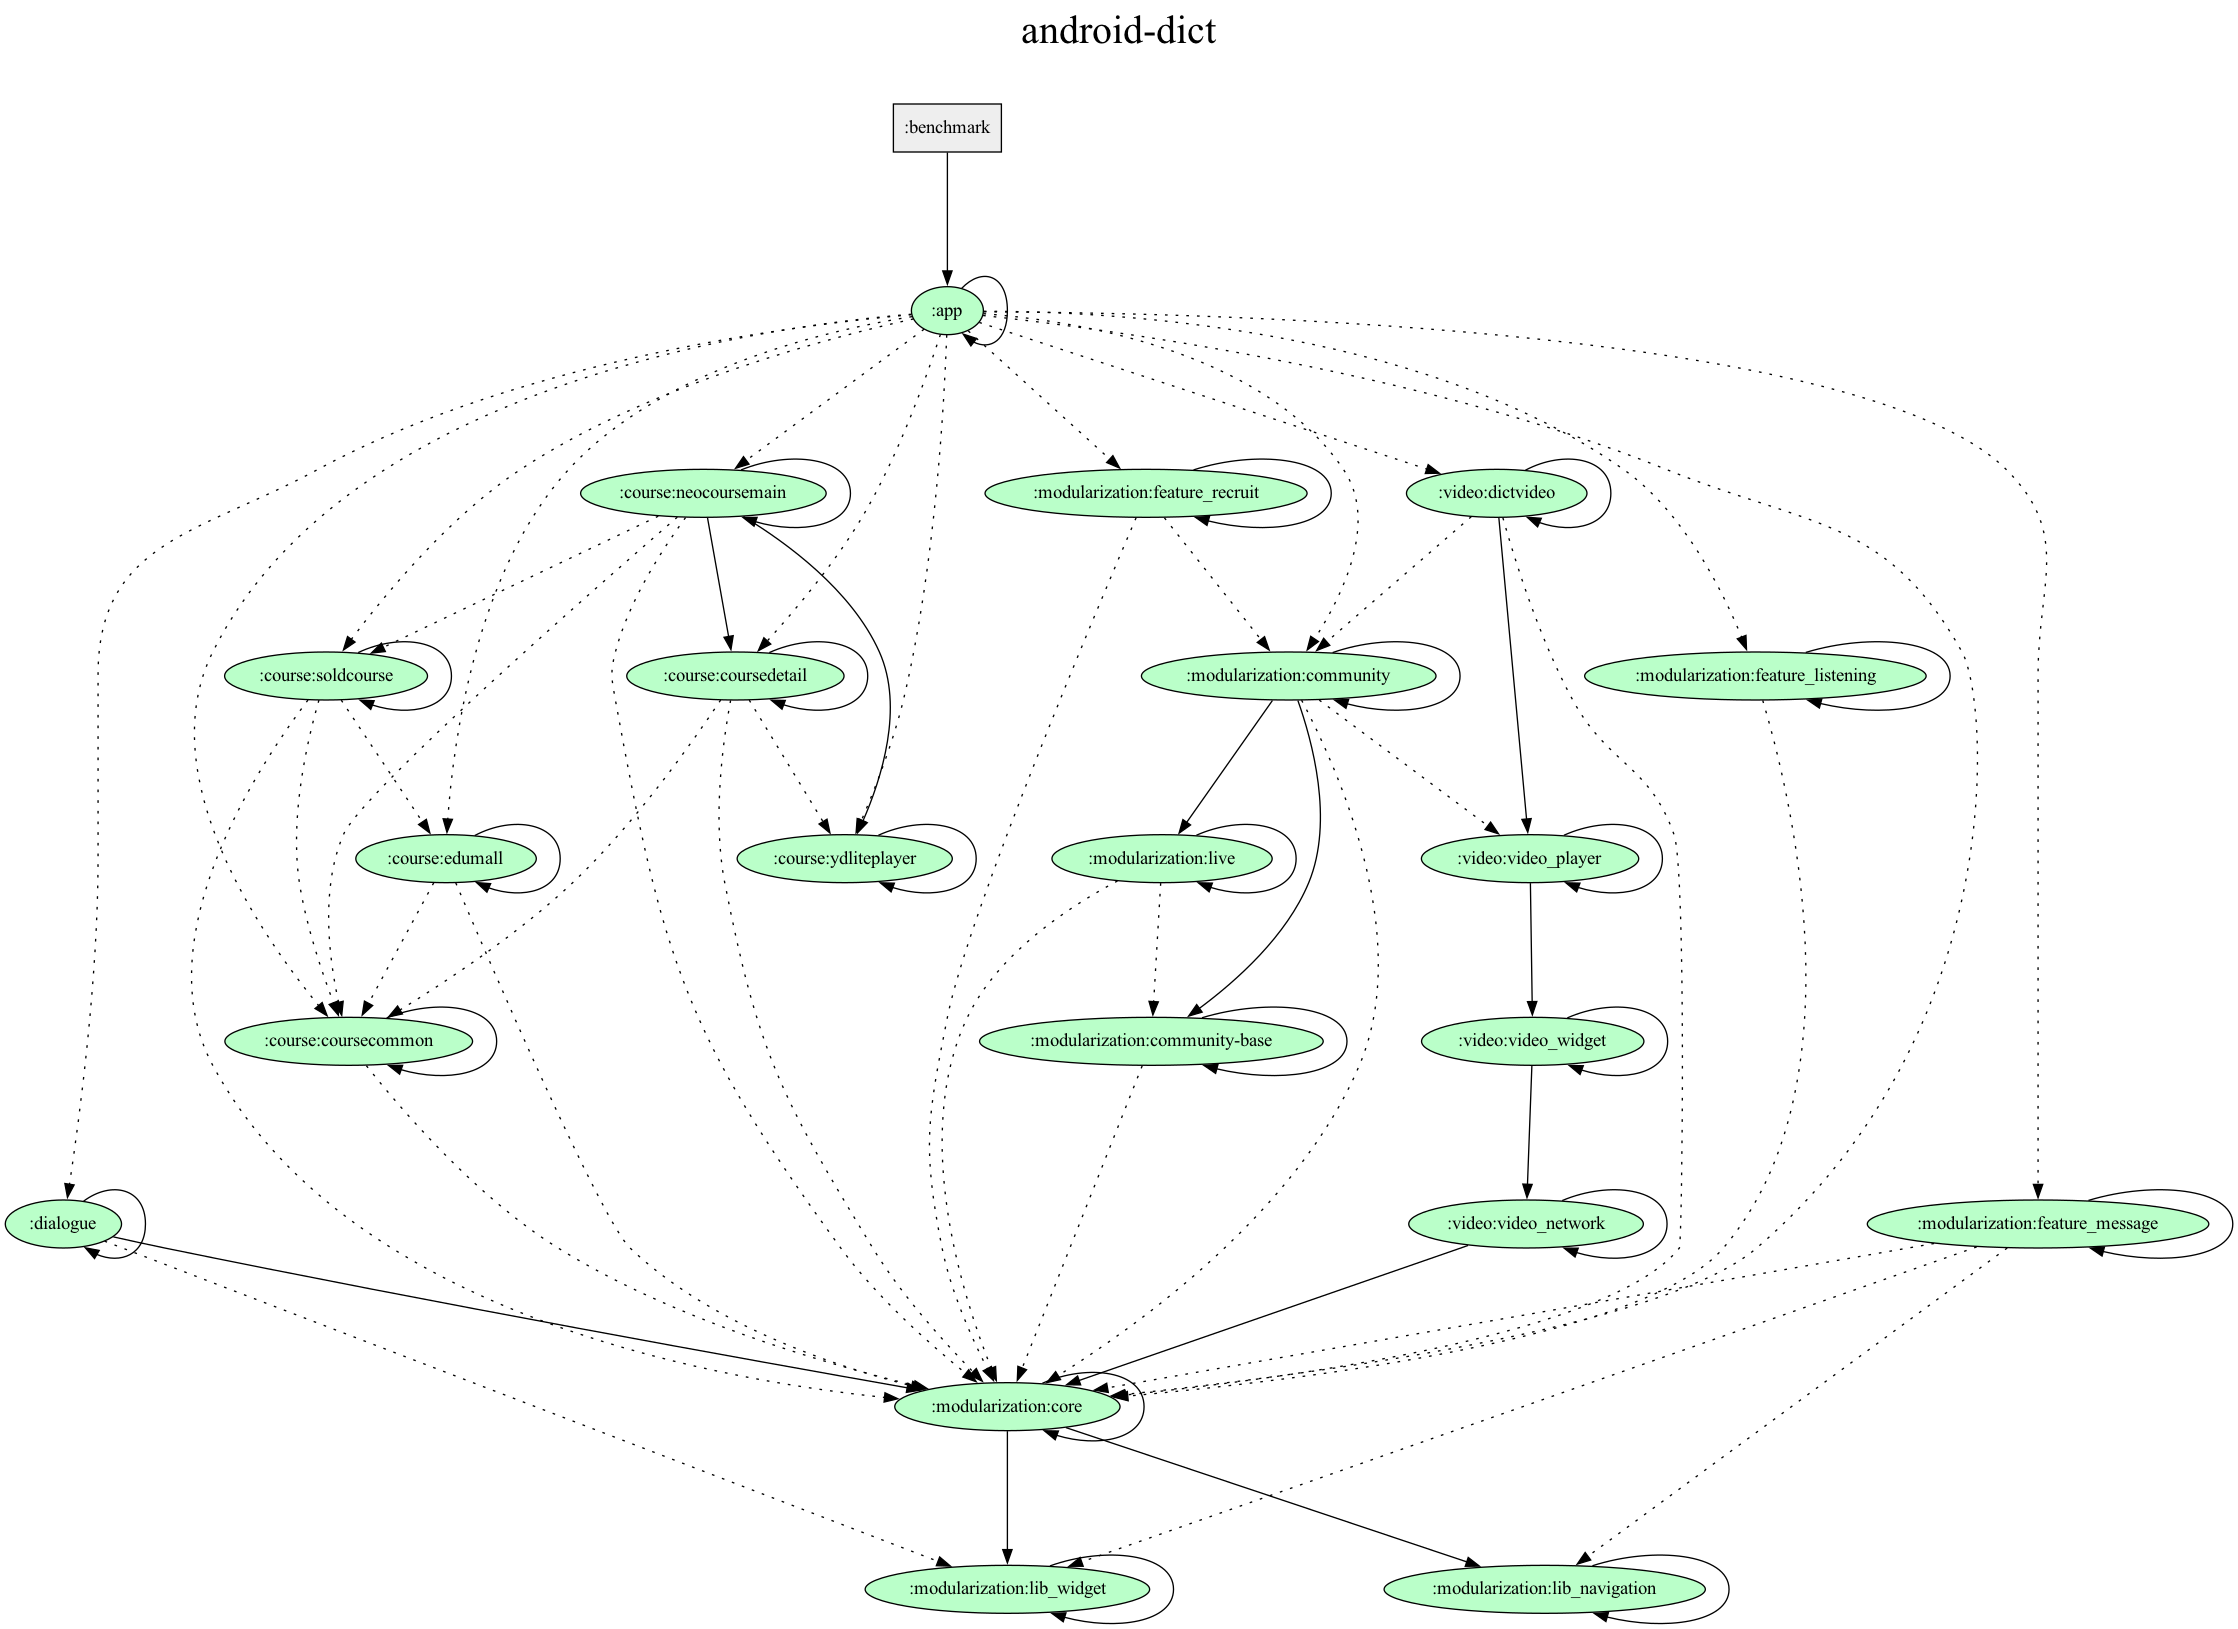 android-dict
:benchmark
:app
:course:neocoursemain
:modularization:feature_recruit
:video:dictvideo
:course:soldcourse
:course:coursedetail
:modularization:community
:modularization:feature_listening
:course:edumall
:course:ydliteplayer
:modularization:live
:video:video_player
:course:coursecommon
:modularization:community-base
:video:video_widget
:dialogue
:video:video_network
:modularization:feature_message
:modularization:core
:modularization:lib_widget
:modularization:lib_navigation